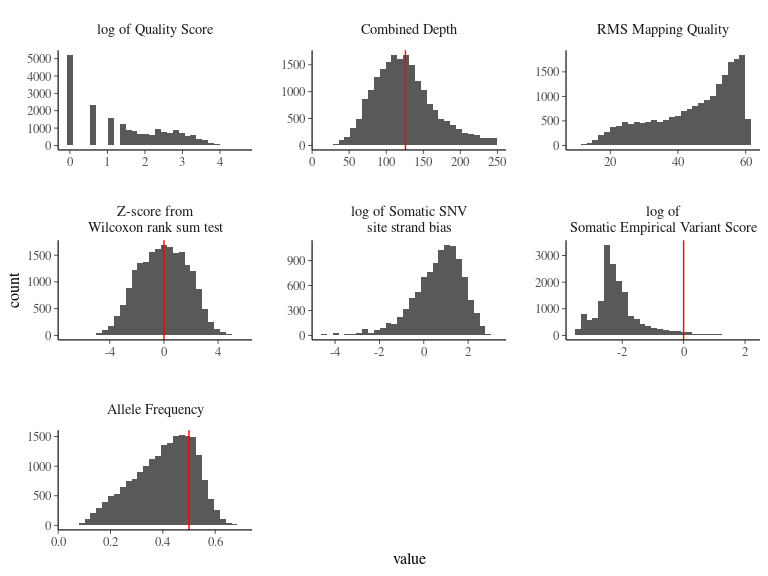 log of Quality Score
Combined Depth
RMS Mapping Quality
5000
4000
3000
2000
1000
0
0 1 2 3 4
1500
1000
500
0
0 50 100 150 200 250
1500
1000
500
0
20 40 60
Z-score from
Wilcoxon rank sum test
log of Somatic SNV
site strand bias
log of
Somatic Empirical Variant Score
count
1500
1000
500
0
-4 0 4
900
600
300
0
-4 -2 0 2
3000
2000
1000
0
-2 0 2
Allele Frequency
1500
1000
500
0
0.0 0.2 0.4 0.6
value